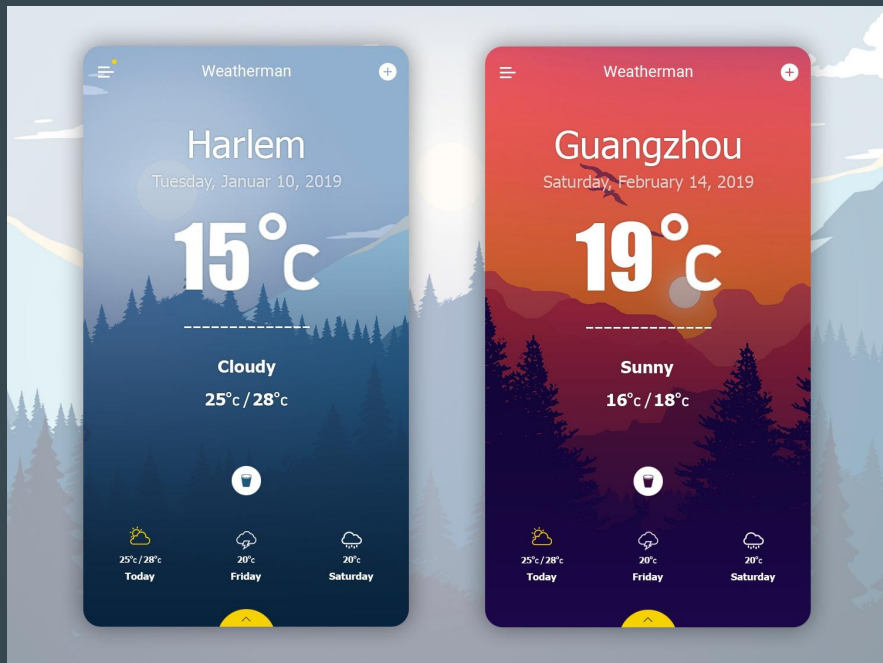 Weatherman
Harlem
Tuesday, Januar 10, 2019
15°c
Cloudy
25°c / 28°c
25°c / 28°c 20°c 20°c
Today Friday Saturday
Weatherman
Guangzhou
Saturday, February 14, 2019
19°c
Sunny
16°c / 18°c
25°c / 28°c 20°c 20°c
Today Friday Saturday